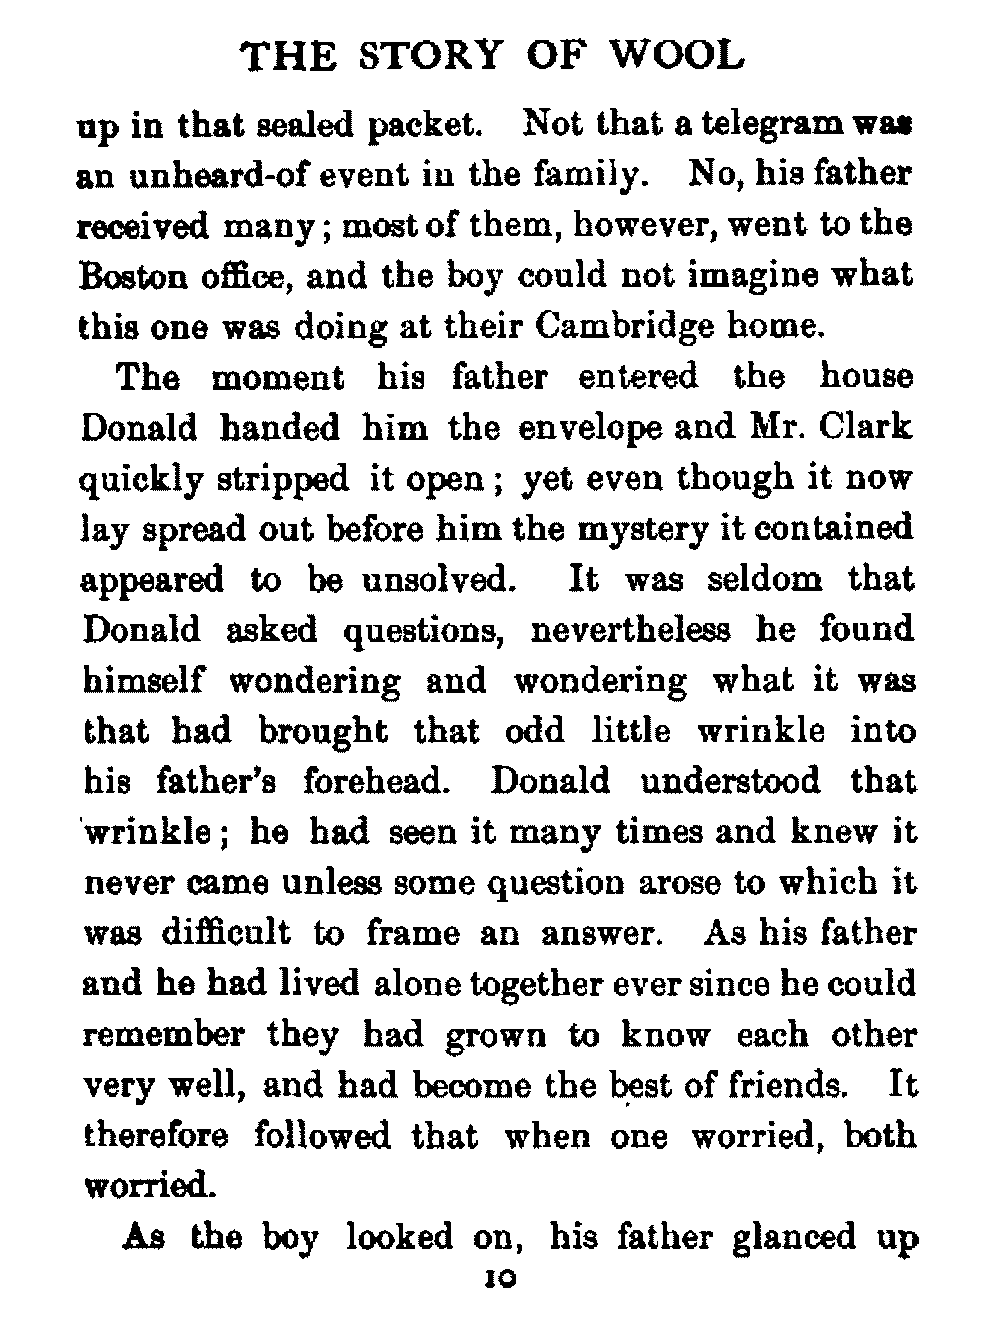 THE STORY OF WOOL
up in that sealed packet. Not that a telegram was
an unheard-of event in the family. No, his father
received many; most of them, however, went to the
Boston office, and the boy could not imagine what
this one was doing at their Cambridge home.
The moment his father entered the house
Donald handed him the envelope and Mr. Clark
quickly stripped it open; yet even though it now
lay spread out before him the mystery it contained
appeared to be unsolved. It was seldom that
Donald asked questions, nevertheless he found
himself wondering and wondering what it was
that had brought that odd little wrinkle into
his father's forehead. Donald understood that
wrinkle; he had seen it many times and knew it
never came unless some question arose to which it
was difficult to frame an answer. As his father
and he had lived alone together ever since he could
remember they had grown to know each other
very well, and had become the best of friends. It
therefore followed that when one worried, both
worried.
As the boy looked on, his father glanced up
10